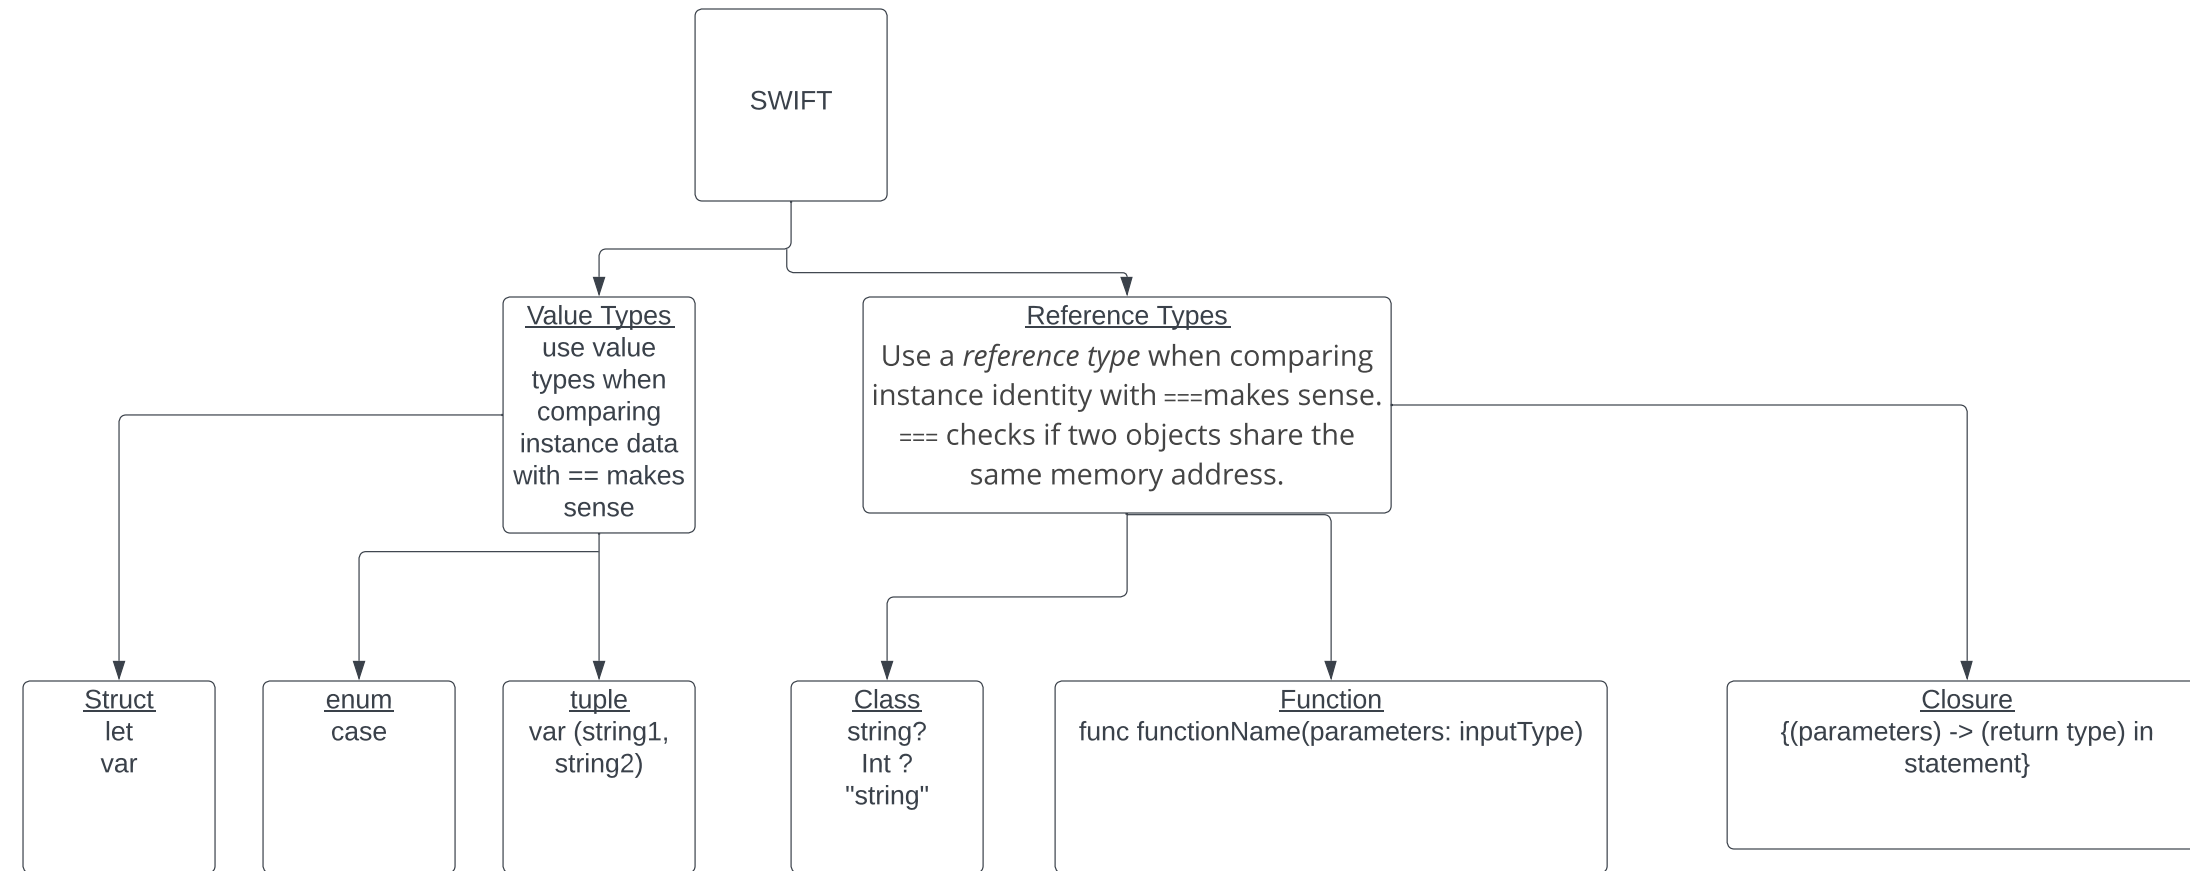 SWIFT
Value Types
use value
types when
comparing
instance data
with == makes
sense
Reference Types
Use a reference type when comparing
instance identity with ===makes sense.
=== checks if two objects share the
same memory address.
Struct
let
var
enum
case
tuple
var (string1,
string2)
Class
string?
Int ?
"string"
Function
func functionName(parameters: inputType)
Closure
{(parameters) -> (return type) in
statement}